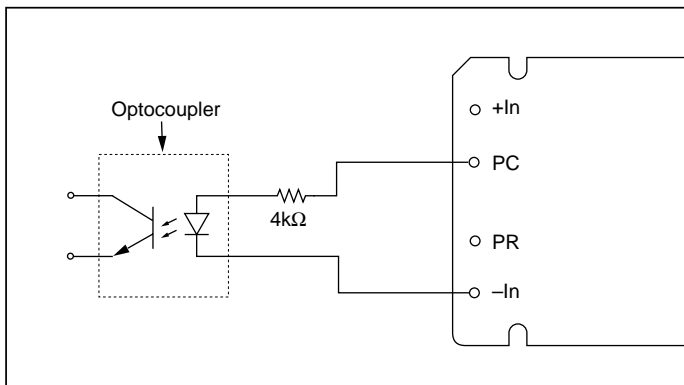 Optocoupler
+In
PC
4kΩ
PR
–In